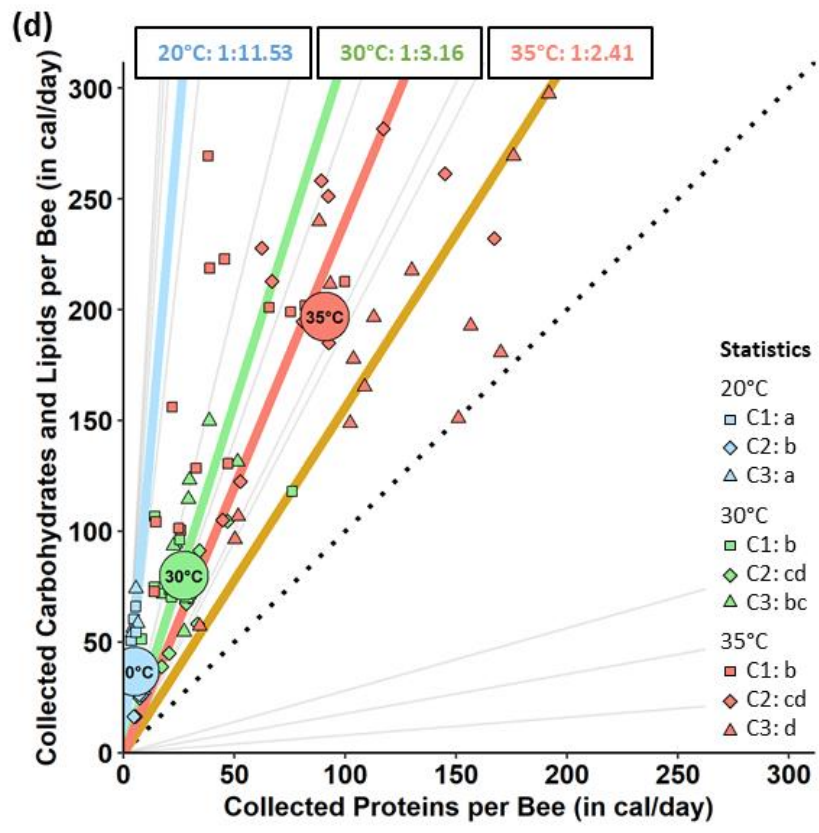 (d)
20°C: 1:11.53
30°C: 1:3.16
35°C: 1:2.41
Collected Carbohydrates and Lipids per Bee (in cal/day)
300
250
200
150
100
50
0
35°C
30°C
0°C
Statistics
20°C
C1: a
C2: b
C3: a
30°C
C1: b
C2: cd
C3: bc
35°C
C1: b
C2: cd
C3: d
0 50 100 150 200 250 300
Collected Proteins per Bee (in cal/day)